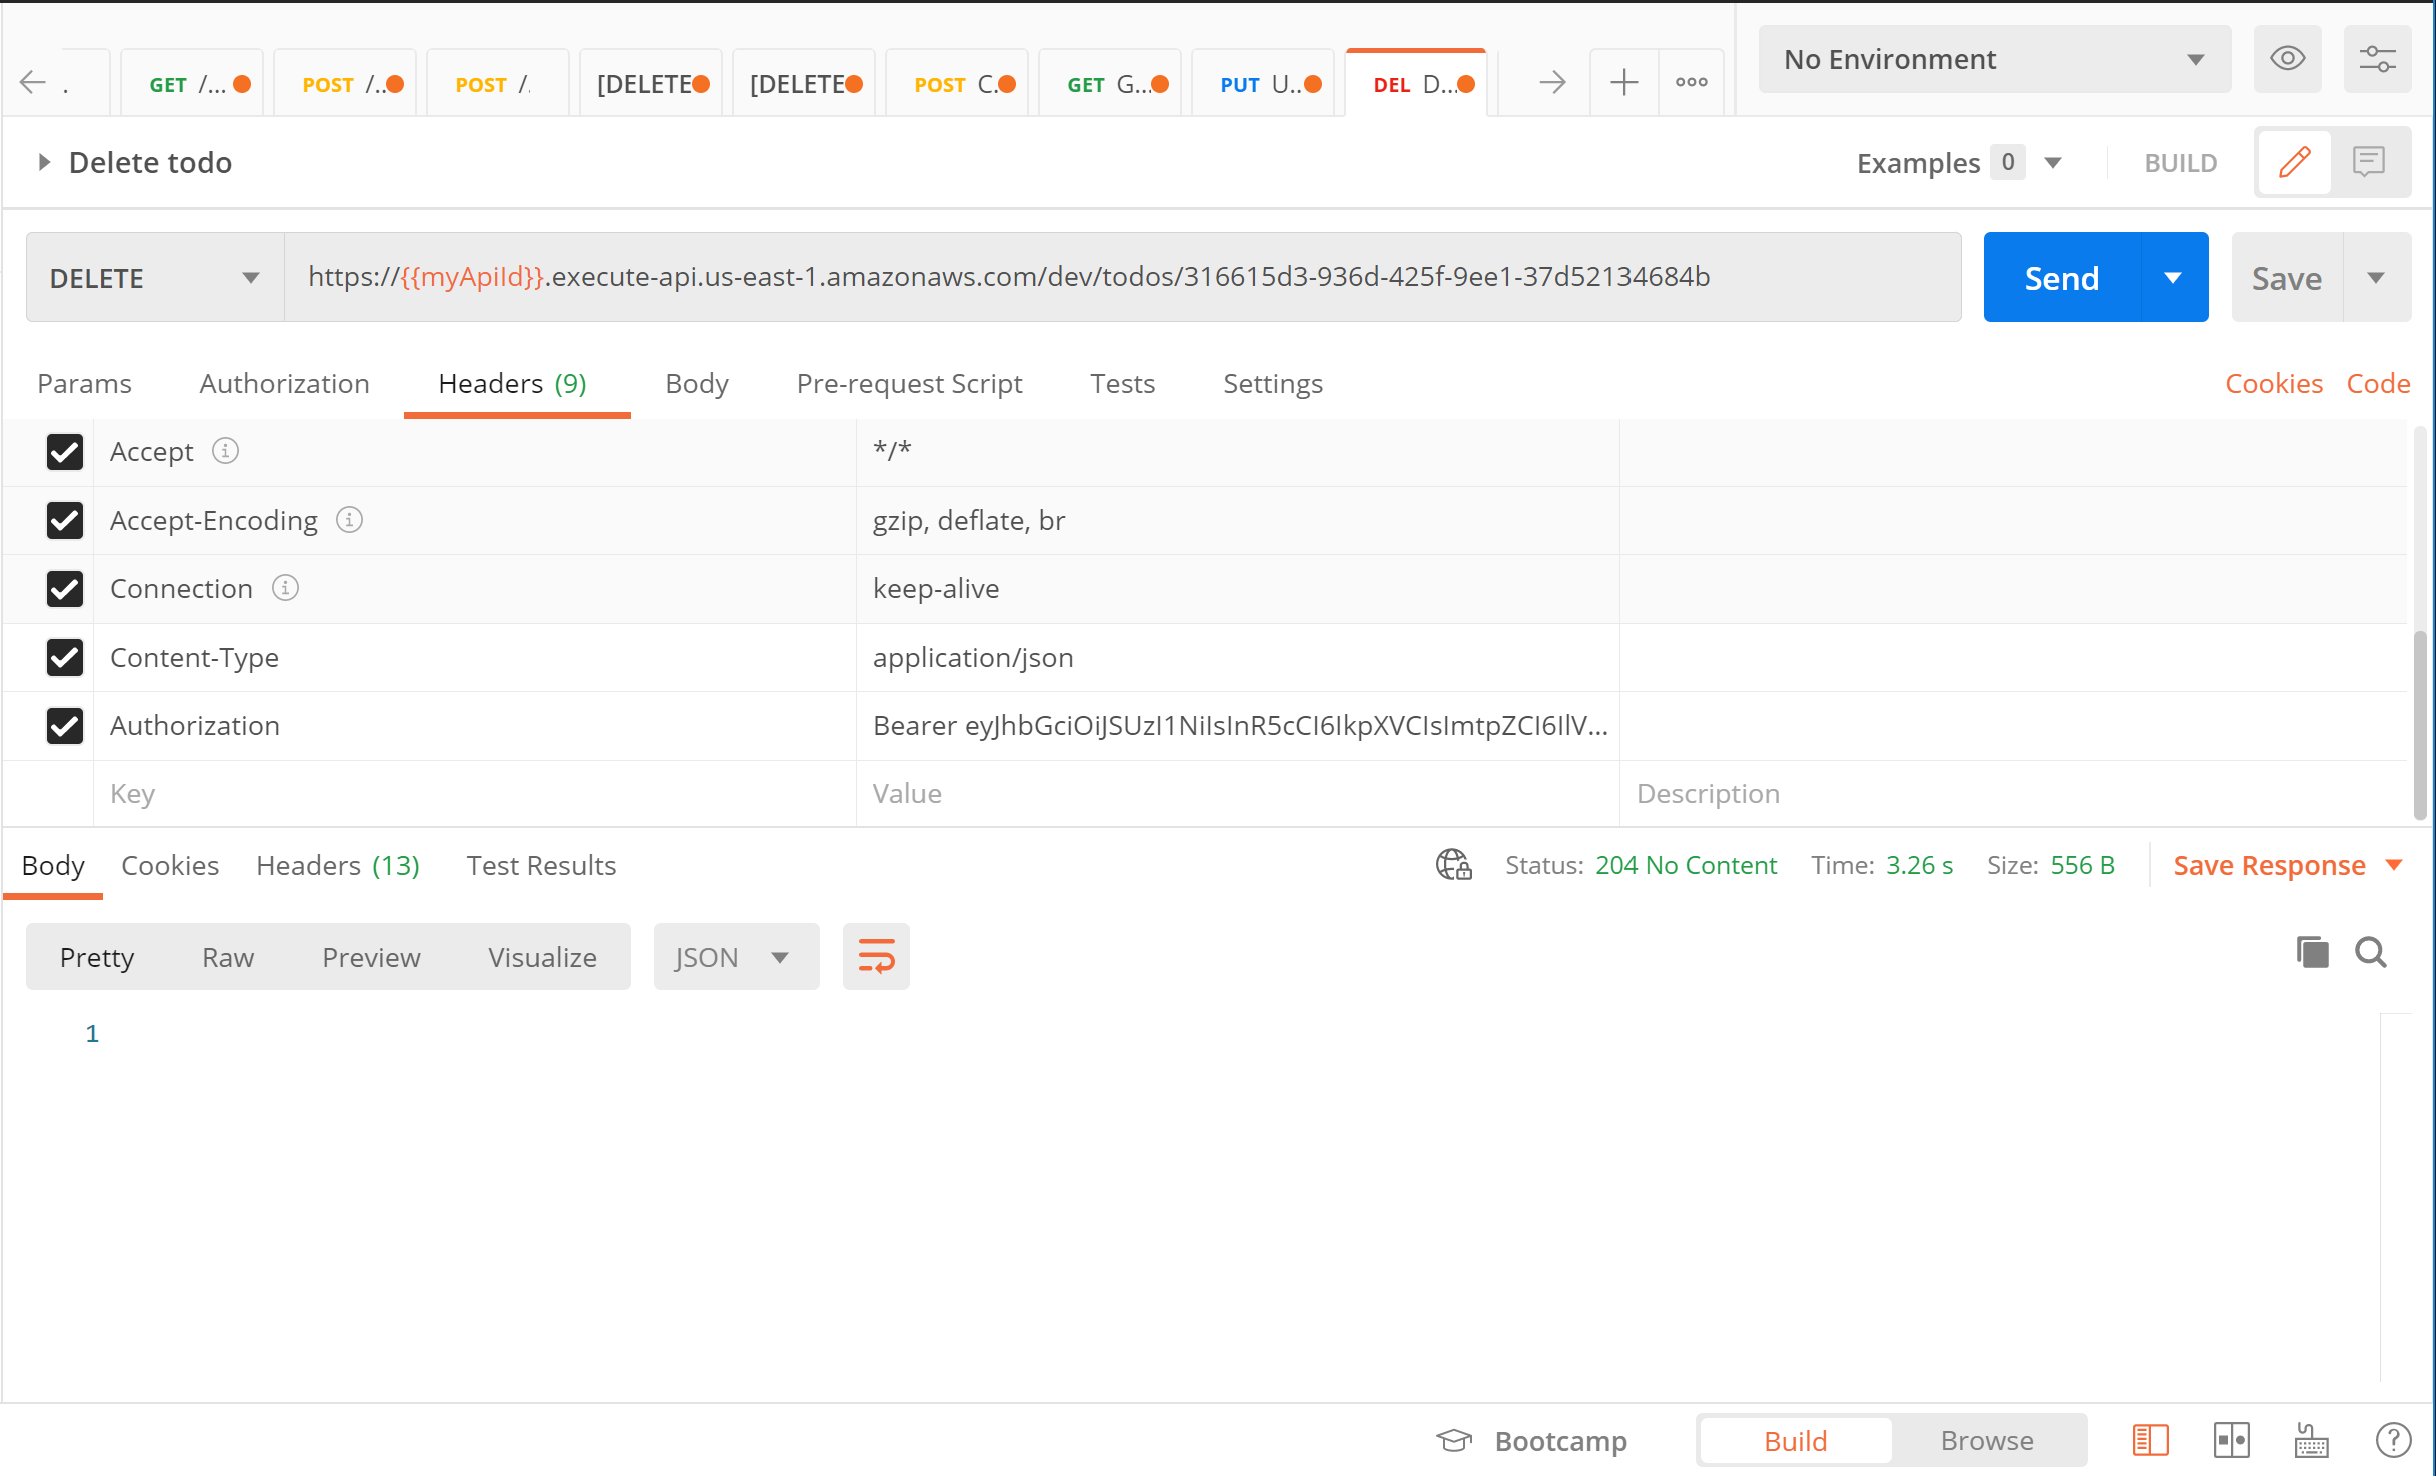 . GET /... POST /.. POST /. [DELETE [DELETE POST C. GET G... PUT U.. DEL D... No Environment
Delete todo Examples 0 BUILD
DELETE https://{{myApiId}}.execute-api.us-east-1.amazonaws.com/dev/todos/316615d3-936d-425f-9ee1-37d52134684b Send Save
Params Authorization Headers (9) Body Pre-request Script Tests Settings Cookies Code
Accept */*
Accept-Encoding gzip, deflate, br
Connection keep-alive
Content-Type application/json
Authorization Bearer eyJhbGciOiJSUzI1NiIsInR5cCI6IkpXVCIsImtpZCI6IlV...
Key Value Description
Body Cookies Headers (13) Test Results Status: 204 No Content Time: 3.26 s Size: 556 B Save Response
Pretty Raw Preview Visualize JSON
1
Bootcamp Build Browse